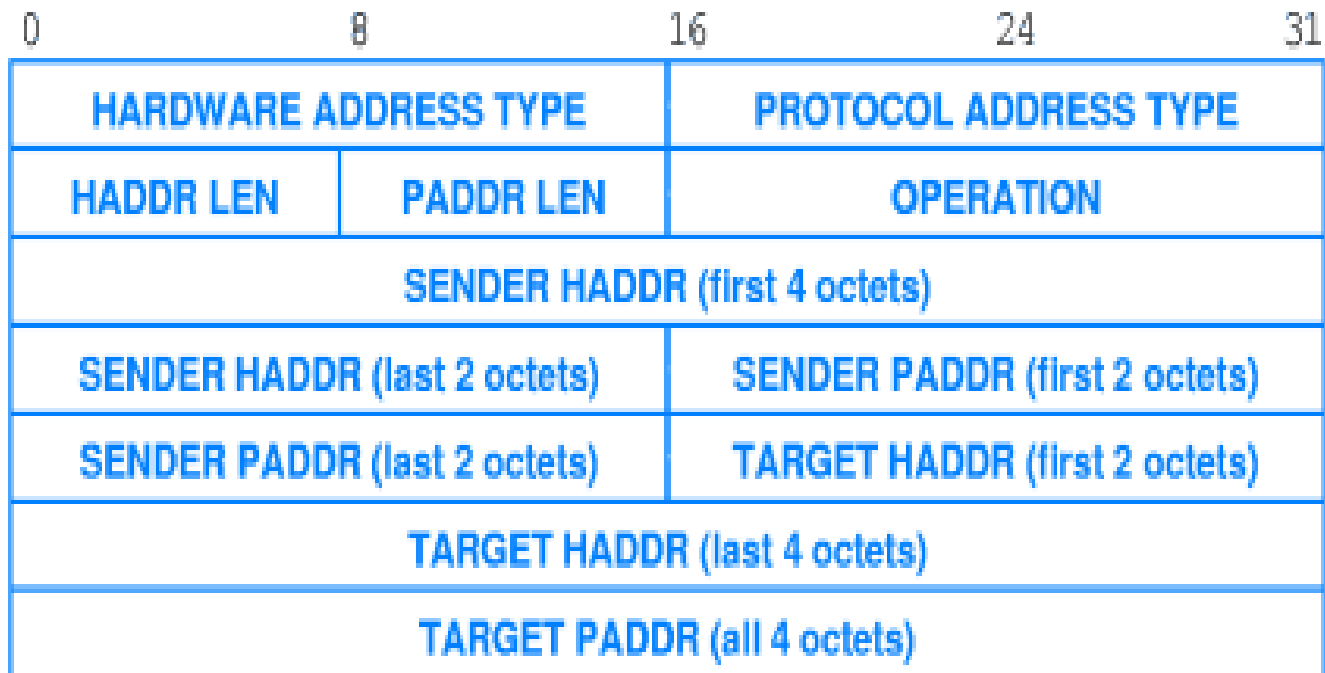 0 8 16 24 31
HARDWARE ADDRESS TYPE PROTOCOL ADDRESS TYPE
HADDR LEN PADDR LEN OPERATION
SENDER HADDR (first 4 octets)
SENDER HADDR (last 2 octets) SENDER PADDR (first 2 octets)
SENDER PADDR (last 2 octets) TARGET HADDR (first 2 octets)
TARGET HADDR (last 4 octets)
TARGET PADDR (all 4 octets)